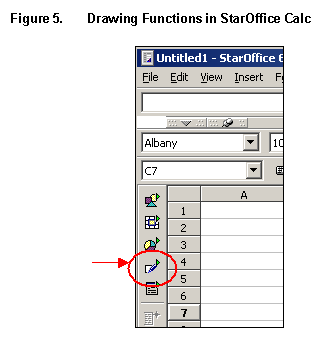 Figure 5. Drawing Functions in StarOffice Calc
Untitled1 - StarOffice 6
File Edit View Insert
Albany 10
C7
A
1
2
3
4
5
6
7